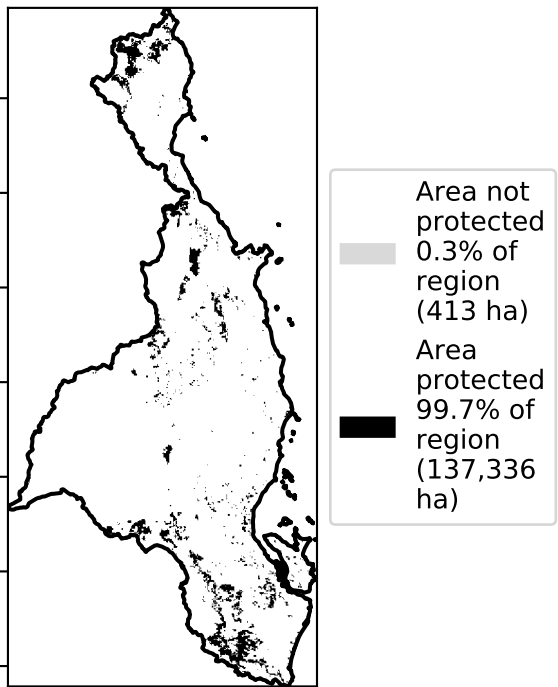 Area not
protected
0.3% of
region
(413 ha)
Area
protected
99.7% of
region
(137,336
ha)